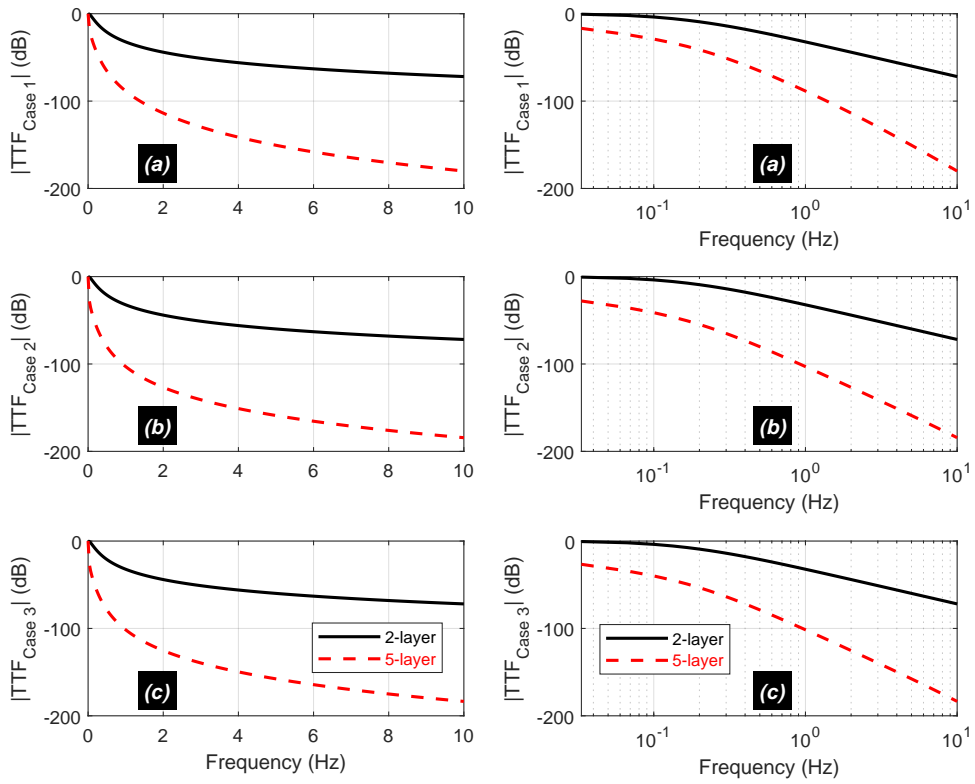 |TTF_Case 1| (dB)
0
-100
-200
(a)
0 2 4 6 8 10
|TTF_Case 1| (dB)
0
-100
-200
(a)
10^-1 10^0 10^1
Frequency (Hz)
|TTF_Case 2| (dB)
0
-100
-200
(b)
0 2 4 6 8 10
|TTF_Case 2| (dB)
0
-100
-200
(b)
10^-1 10^0 10^1
Frequency (Hz)
|TTF_Case 3| (dB)
0
-100
-200
2-layer
5-layer
(c)
0 2 4 6 8 10
Frequency (Hz)
|TTF_Case 3| (dB)
0
-100
-200
2-layer
5-layer
(c)
10^-1 10^0 10^1
Frequency (Hz)